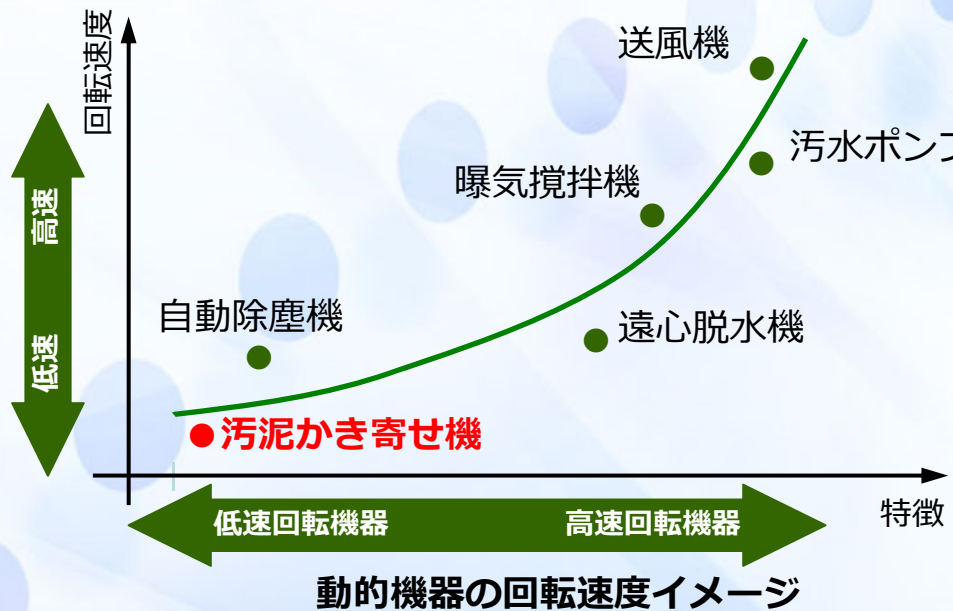 回転速度
送風機
汚水ポンプ
曝気撹拌機
高速
自動除塵機
遠心脱水機
低速
●汚泥かき寄せ機
特徴
低速回転機器
高速回転機器
動的機器の回転速度イメージ